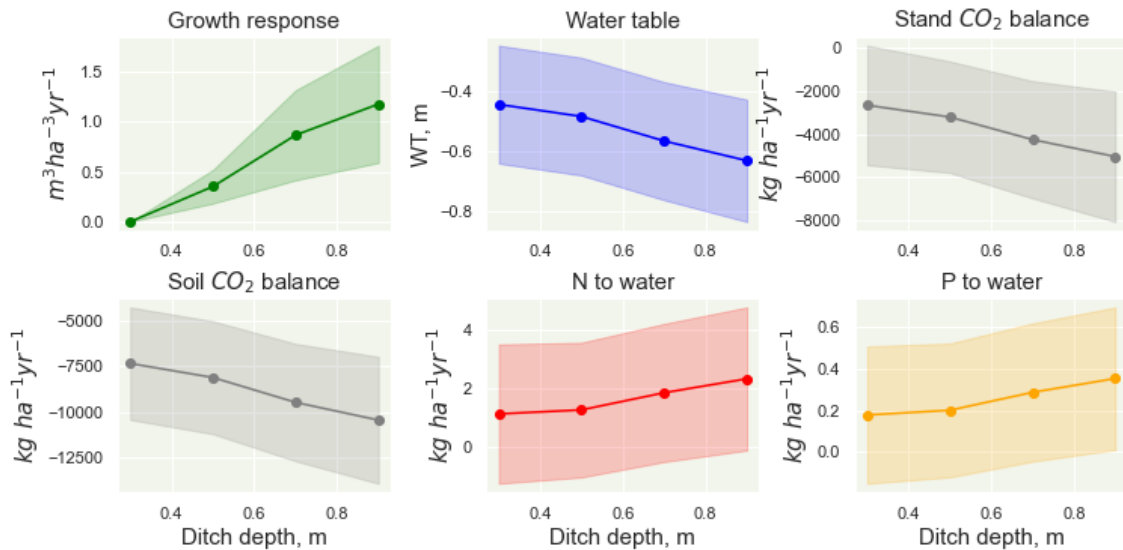 Growth response
m³ha⁻³yr⁻¹
1.5
1.0
0.5
0.0
0.4 0.6 0.8
Water table
WT, m
−0.4
−0.6
−0.8
0.4 0.6 0.8
Stand CO₂ balance
kg ha⁻¹yr⁻¹
0
−2000
−4000
−6000
−8000
0.4 0.6 0.8
Soil CO₂ balance
kg ha⁻¹yr⁻¹
−5000
−7500
−10000
−12500
0.4 0.6 0.8
Ditch depth, m
N to water
kg ha⁻¹yr⁻¹
4
2
0
0.4 0.6 0.8
Ditch depth, m
P to water
kg ha⁻¹yr⁻¹
0.6
0.4
0.2
0.0
0.4 0.6 0.8
Ditch depth, m